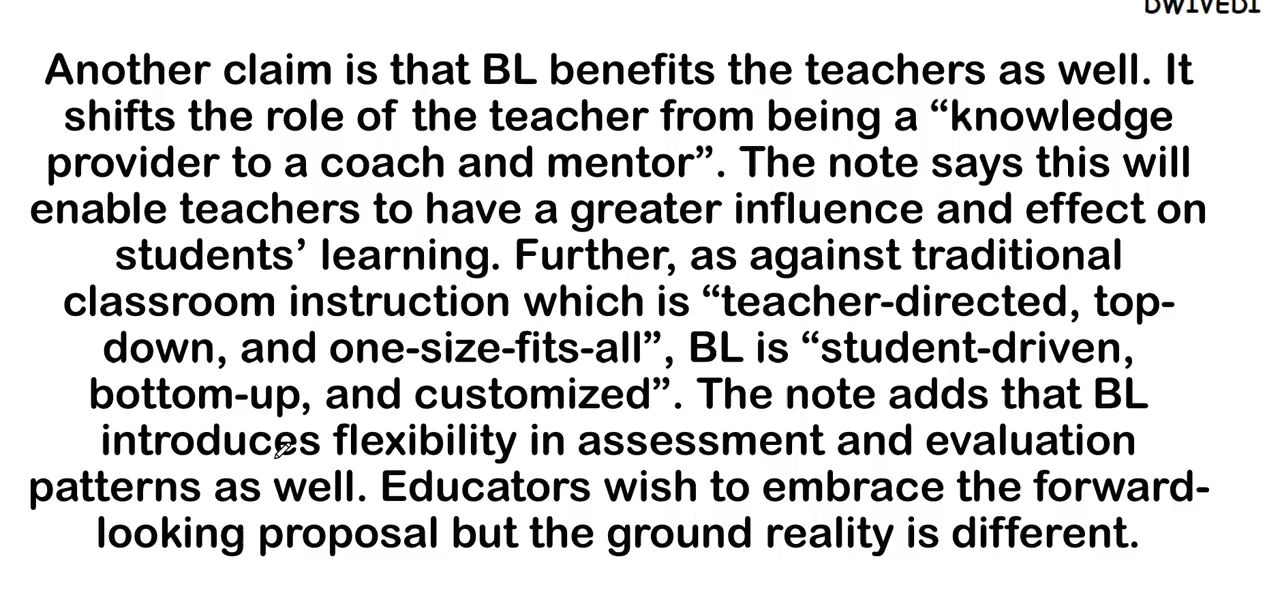 DWIVEDI
Another claim is that BL benefits the teachers as well. It
shifts the role of the teacher from being a “knowledge
provider to a coach and mentor”. The note says this will
enable teachers to have a greater influence and effect on
students’ learning. Further, as against traditional
classroom instruction which is “teacher-directed, top-
down, and one-size-fits-all”, BL is “student-driven,
bottom-up, and customized”. The note adds that BL
introduces flexibility in assessment and evaluation
patterns as well. Educators wish to embrace the forward-
looking proposal but the ground reality is different.